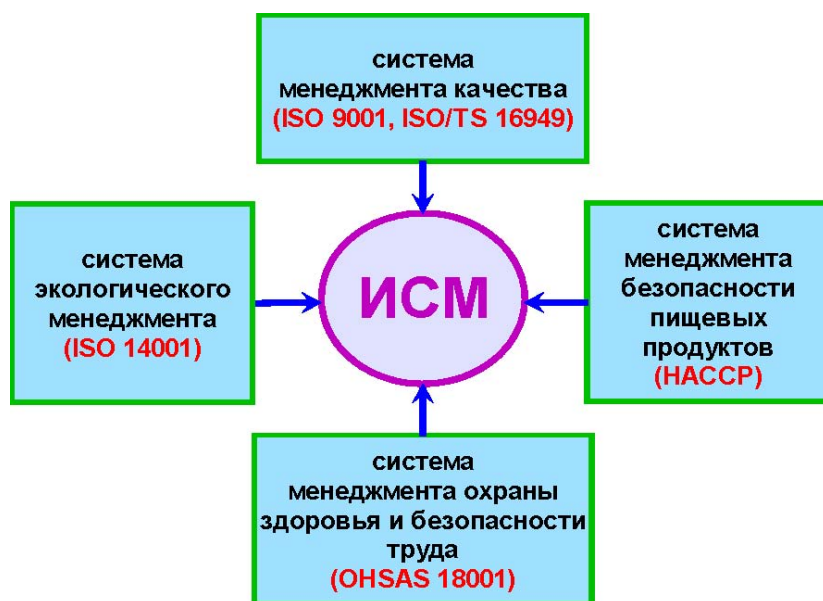 система
менеджмента качества
(ISO 9001, ISO/TS 16949)
система
экологического
менеджмента
(ISO 14001)
ИСМ
система
менеджмента
безопасности
пищевых
продуктов
(HACCP)
система
менеджмента охраны
здоровья и безопасности
труда
(OHSAS 18001)